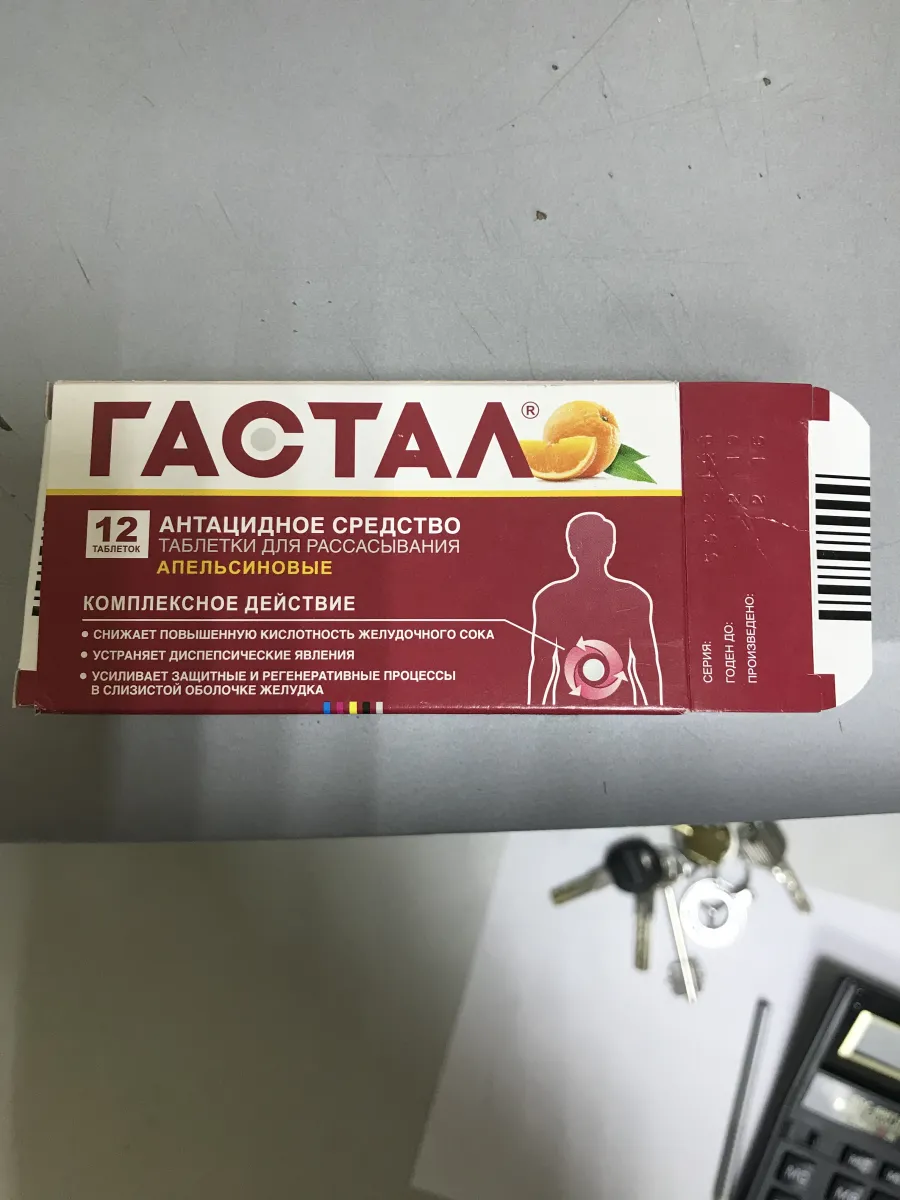 ГАСТАЛ®
12
ТАБЛЕТОК
АНТАЦИДНОЕ СРЕДСТВО
ТАБЛЕТКИ ДЛЯ РАССАСЫВАНИЯ
АПЕЛЬСИНОВЫЕ
КОМПЛЕКСНОЕ ДЕЙСТВИЕ
• СНИЖАЕТ ПОВЫШЕННУЮ КИСЛОТНОСТЬ ЖЕЛУДОЧНОГО СОКА
• УСТРАНЯЕТ ДИСПЕПСИЧЕСКИЕ ЯВЛЕНИЯ
• УСИЛИВАЕТ ЗАЩИТНЫЕ И РЕГЕНЕРАТИВНЫЕ ПРОЦЕССЫ
В СЛИЗИСТОЙ ОБОЛОЧКЕ ЖЕЛУДКА
СЕРИЯ:
ГОДЕН ДО:
ПРОИЗВЕДЕНО: